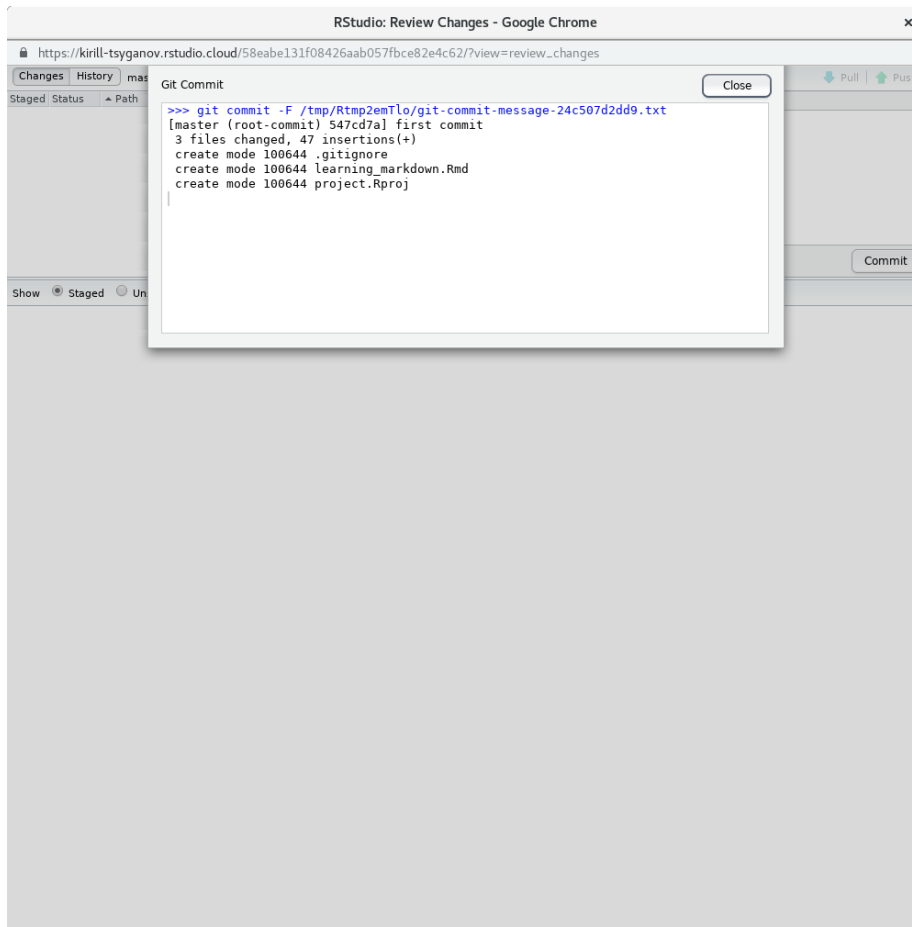 RStudio: Review Changes - Google Chrome ×
https://kirill-tsyganov.rstudio.cloud/58eabe131f08426aab057fbce82e4c62/?view=review_changes
Changes History mas Pull Pus
Staged Status Path
Git Commit Close
>>> git commit -F /tmp/Rtmp2emTlo/git-commit-message-24c507d2dd9.txt
[master (root-commit) 547cd7a] first commit
3 files changed, 47 insertions(+)
create mode 100644 .gitignore
create mode 100644 learning_markdown.Rmd
create mode 100644 project.Rproj
Commit
Show Staged Un